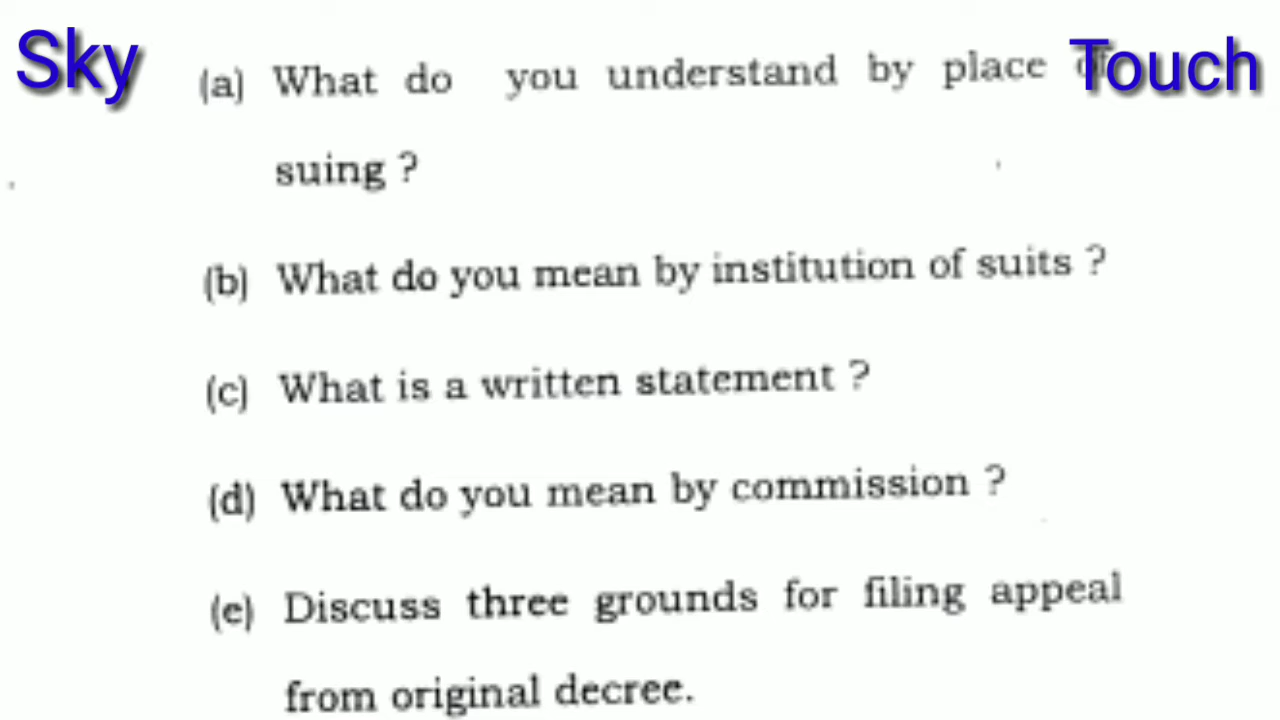 Sky
Touch
(a) What do you understand by place of
suing ?
(b) What do you mean by institution of suits ?
(c) What is a written statement ?
(d) What do you mean by commission ?
(e) Discuss three grounds for filing appeal
from original decree.